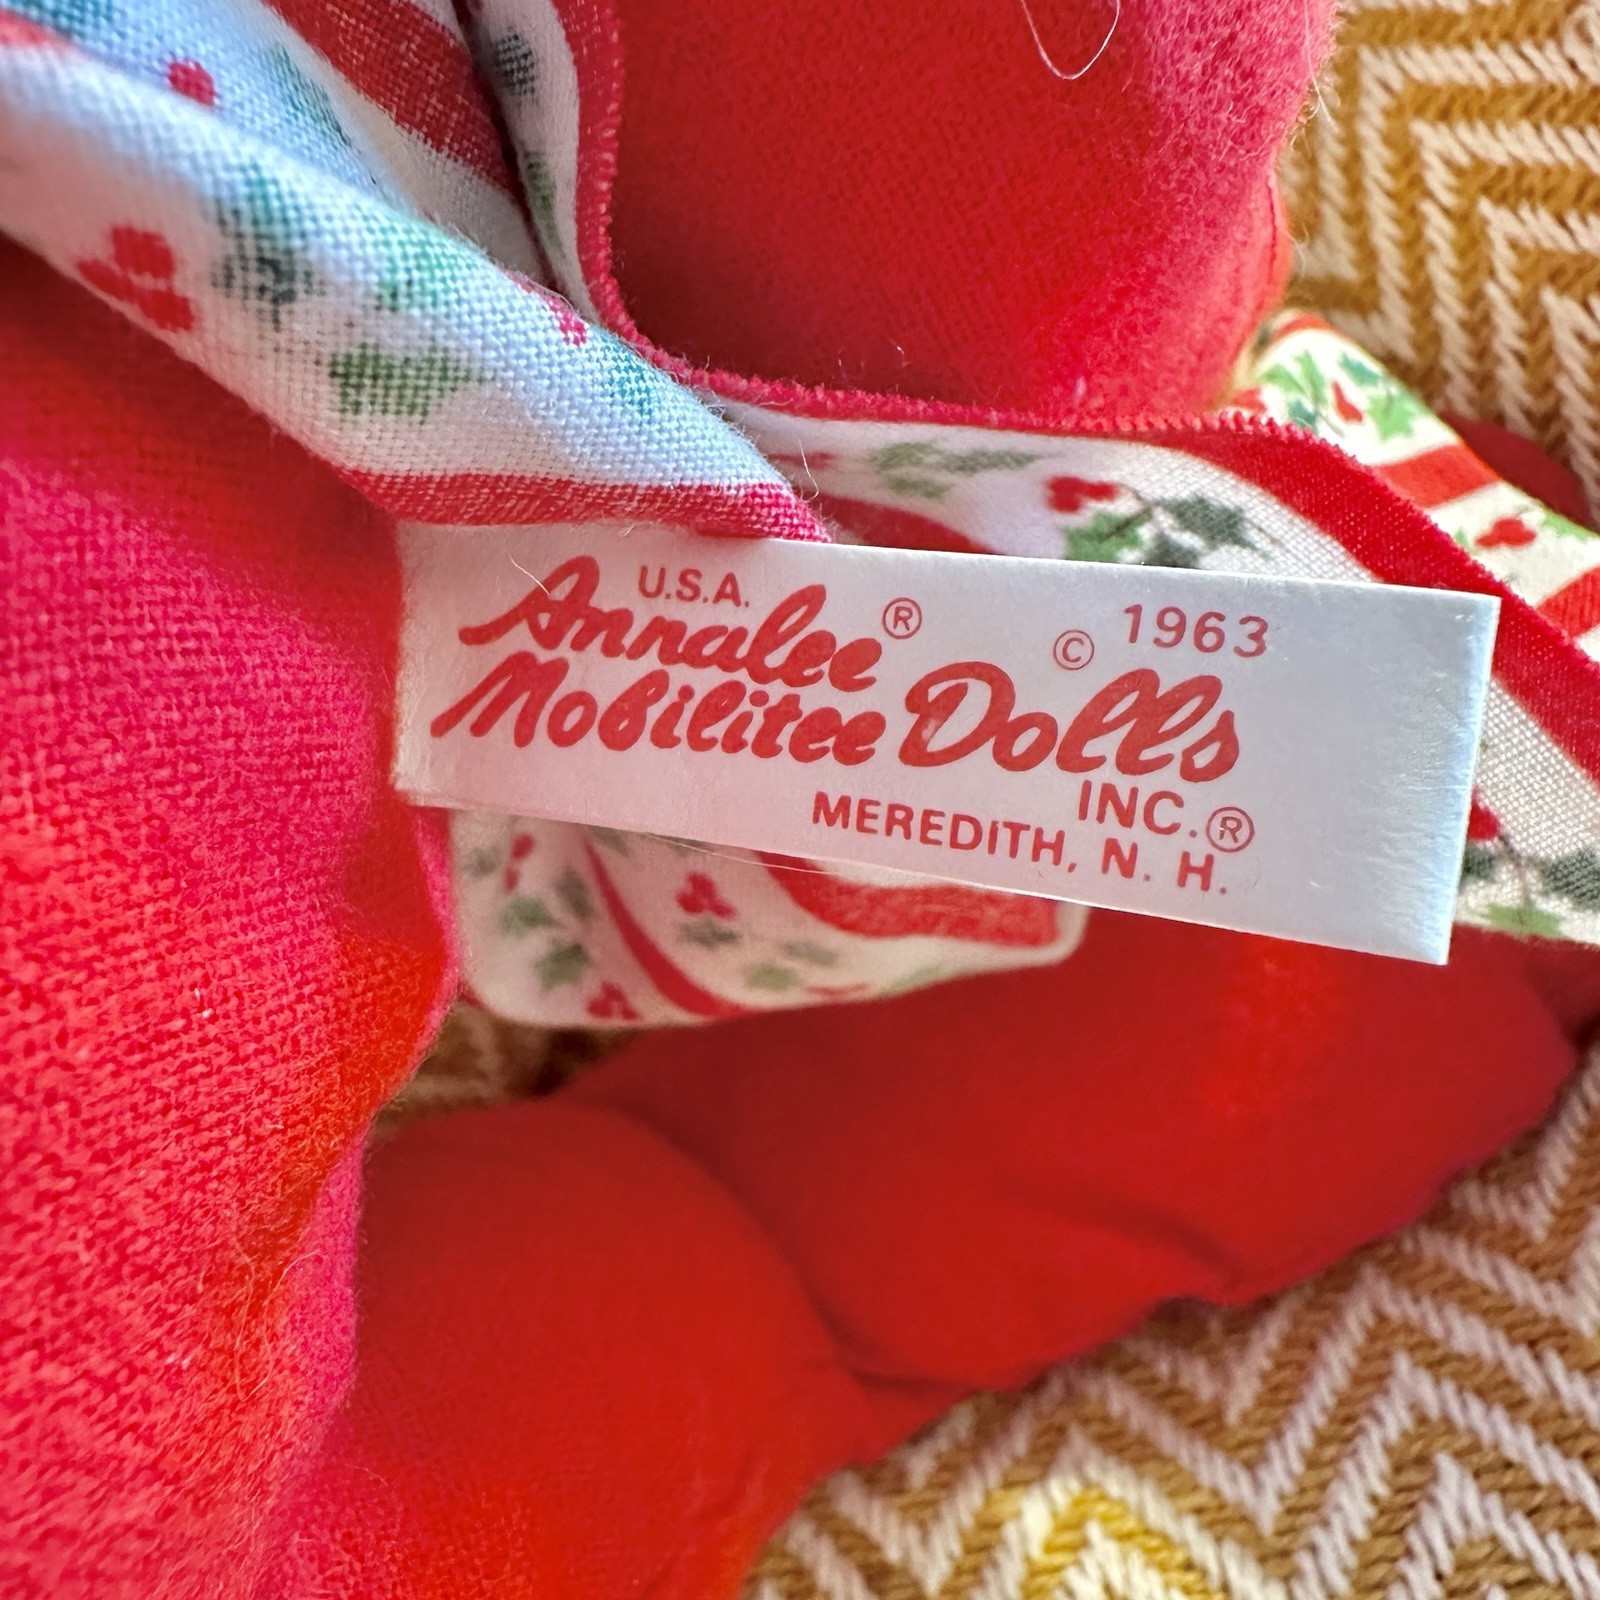 U.S.A.
Annalee® © 1963
Mobilitee Dolls
INC.®
MEREDITH, N. H.